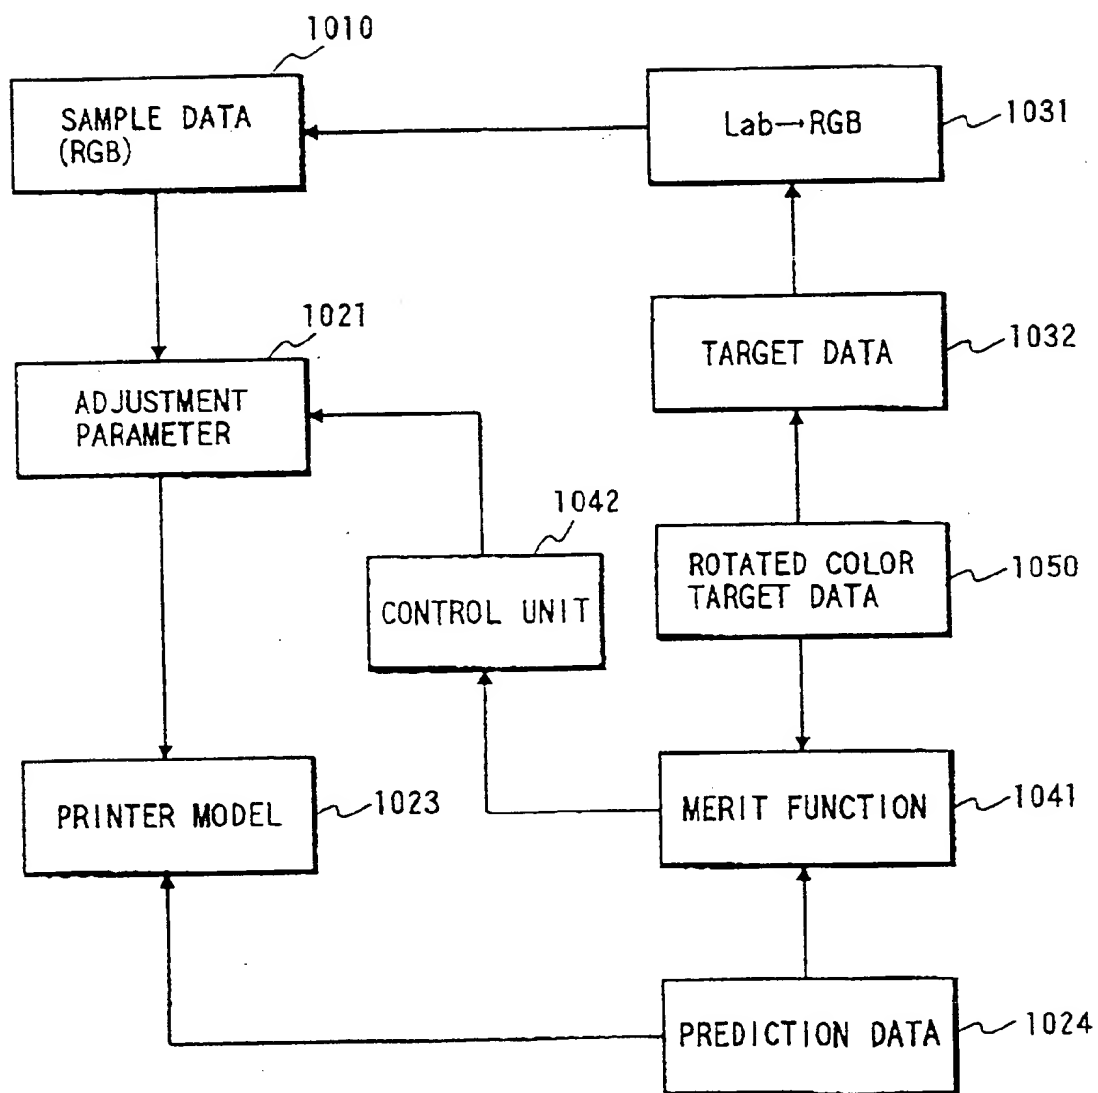 1010
SAMPLE DATA
(RGB)
Lab→RGB
1031
1021
ADJUSTMENT
PARAMETER
TARGET DATA
1032
1042
CONTROL UNIT
ROTATED COLOR
TARGET DATA
1050
PRINTER MODEL
1023
MERIT FUNCTION
1041
PREDICTION DATA
1024